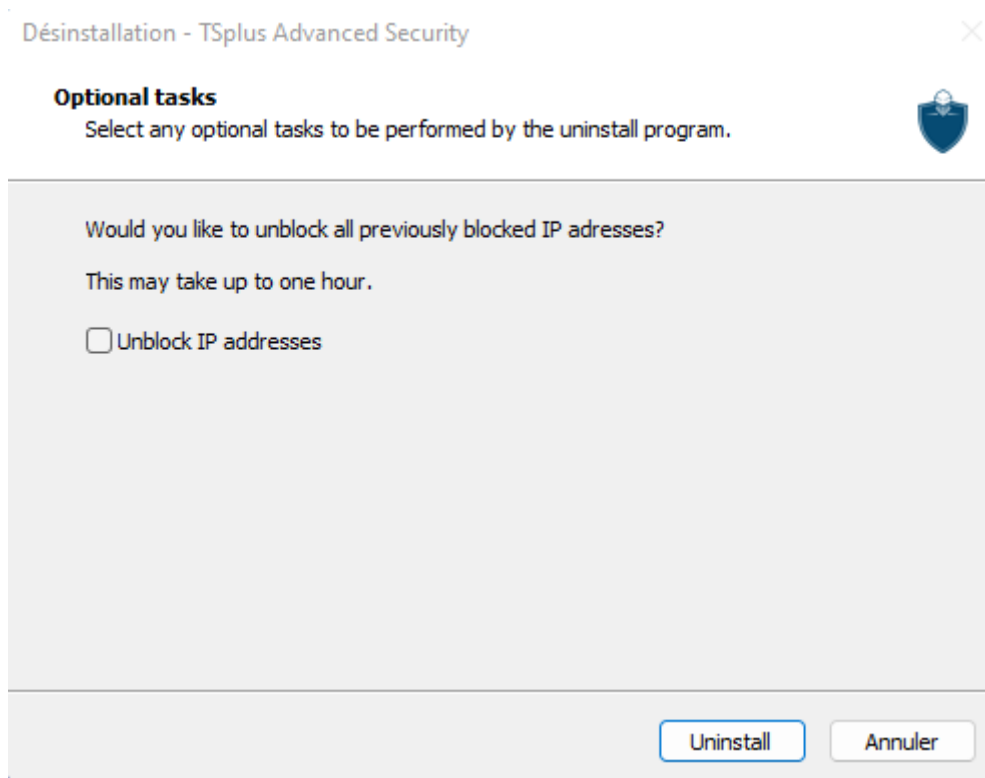 Désinstallation - TSplus Advanced Security
Optional tasks
Select any optional tasks to be performed by the uninstall program.
Would you like to unblock all previously blocked IP adresses?
This may take up to one hour.
Unblock IP addresses
Uninstall
Annuler